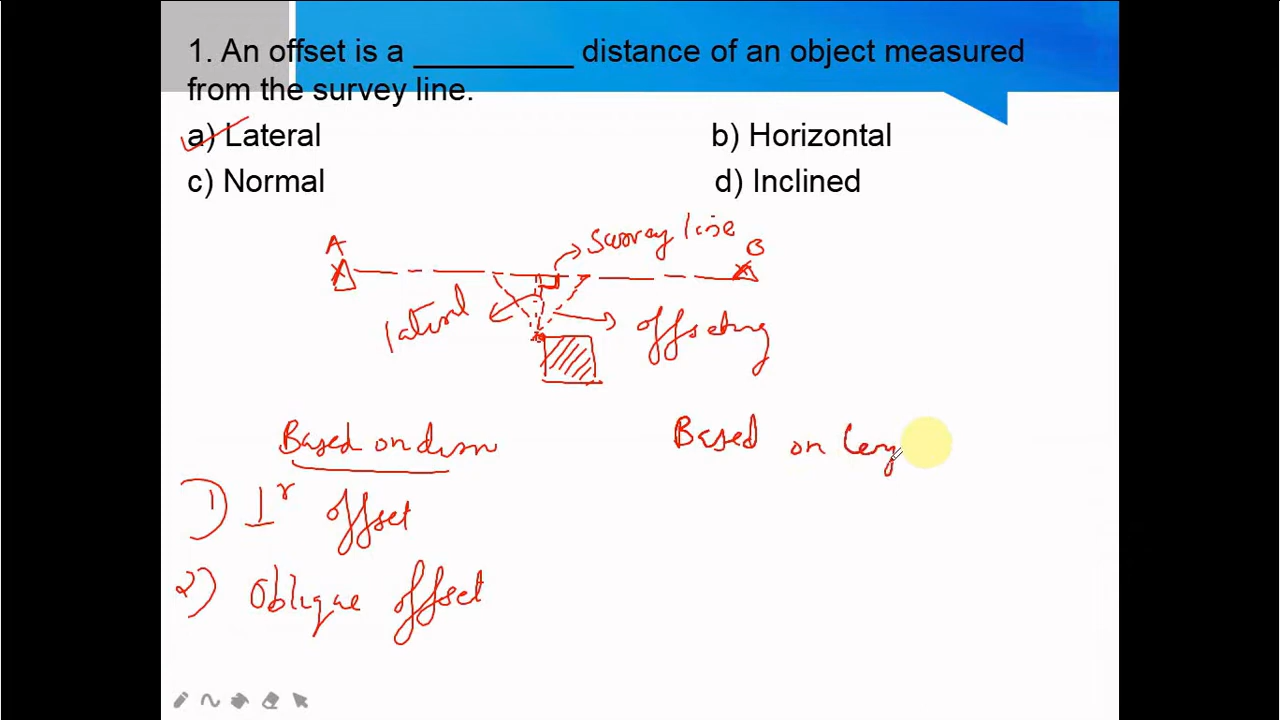 1. An offset is a _________ distance of an object measured
from the survey line.
a) Lateral
b) Horizontal
c) Normal
d) Inclined
A
Survey line
B
lateral
offseting
Based on dirn
Based on leng
1) ⊥r offset
2) Oblique offset